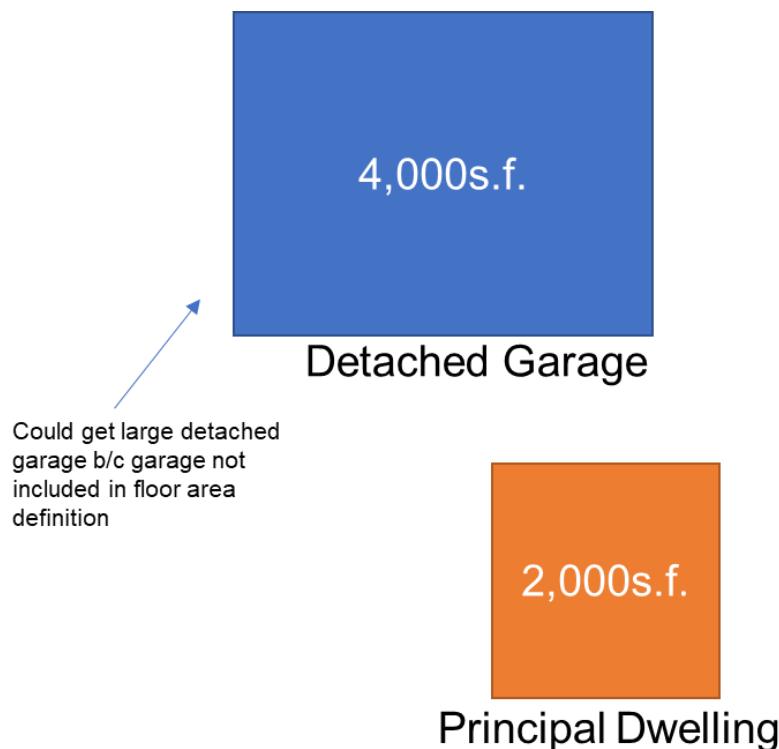 4,000s.f.
Detached Garage
Could get large detached
garage b/c garage not
included in floor area
definition
2,000s.f.
Principal Dwelling